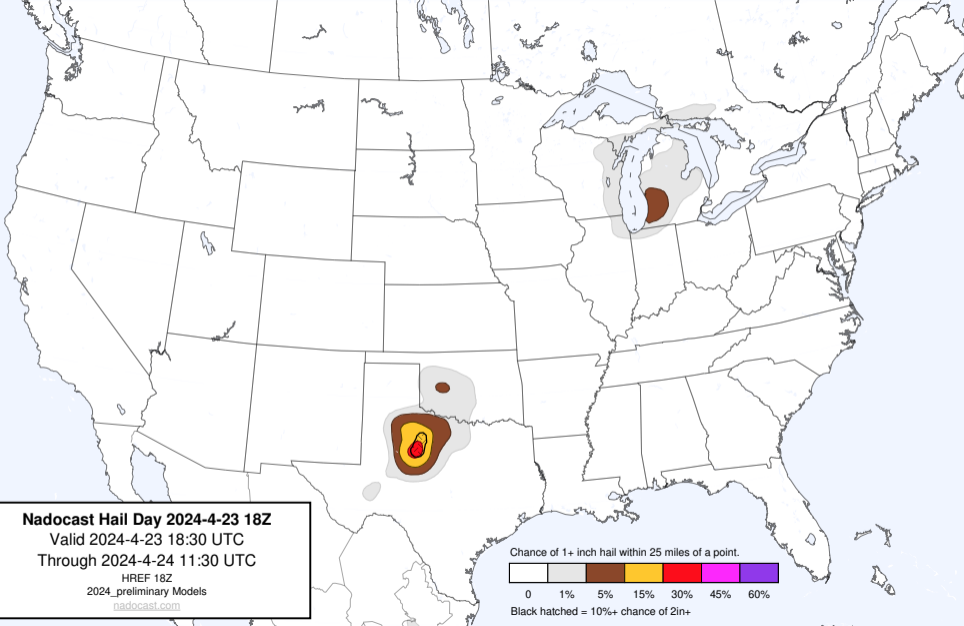 Nadocast Hail Day 2024-4-23 18Z
Valid 2024-4-23 18:30 UTC
Through 2024-4-24 11:30 UTC
HREF 18Z
2024_preliminary Models
nadocast.com
Chance of 1+ inch hail within 25 miles of a point.
0 1% 5% 15% 30% 45% 60%
Black hatched = 10%+ chance of 2in+